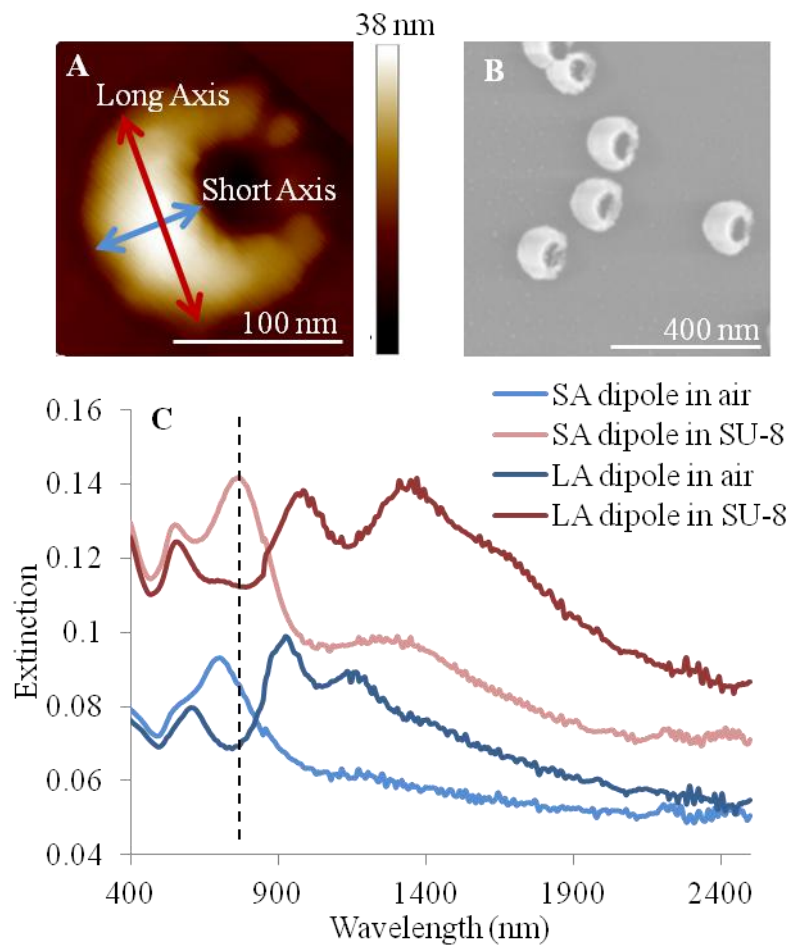 38 nm
A
Long Axis
Short Axis
100 nm
B
400 nm
C
SA dipole in air
SA dipole in SU-8
LA dipole in air
LA dipole in SU-8
0.16
0.14
0.12
0.1
0.08
0.06
0.04
Extinction
400
900
1400
1900
2400
Wavelength (nm)